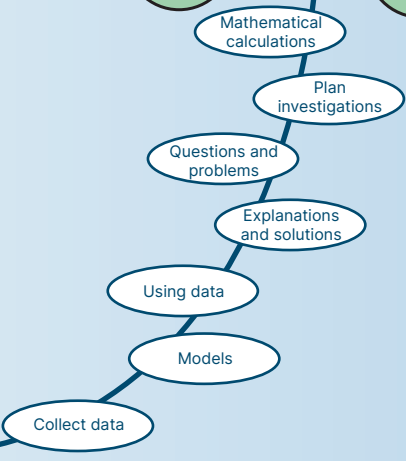 Mathematical
calculations
Plan
investigations
Questions and
problems
Explanations
and solutions
Using data
Models
Collect data